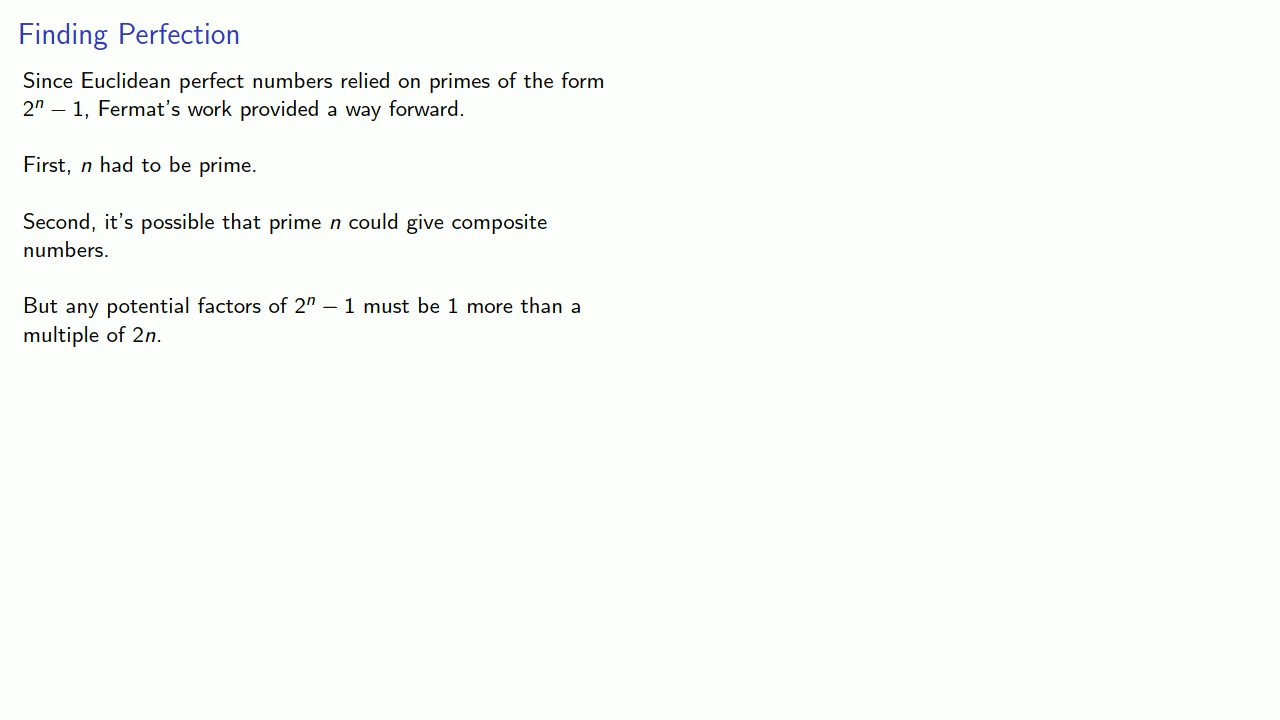 Finding Perfection
Since Euclidean perfect numbers relied on primes of the form
2ⁿ − 1, Fermat's work provided a way forward.
First, n had to be prime.
Second, it's possible that prime n could give composite
numbers.
But any potential factors of 2ⁿ − 1 must be 1 more than a
multiple of 2n.